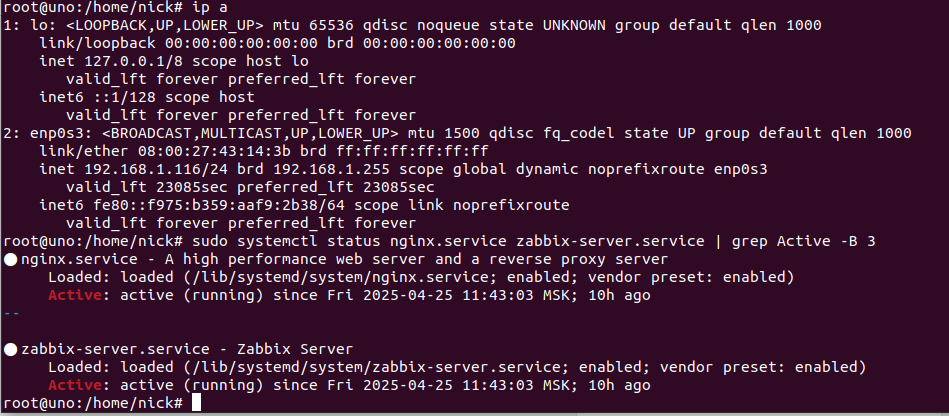 root@uno:/home/nick# ip a
1: lo: <LOOPBACK,UP,LOWER_UP> mtu 65536 qdisc noqueue state UNKNOWN group default qlen 1000
    link/loopback 00:00:00:00:00:00 brd 00:00:00:00:00:00
    inet 127.0.0.1/8 scope host lo
       valid_lft forever preferred_lft forever
    inet6 ::1/128 scope host
       valid_lft forever preferred_lft forever
2: enp0s3: <BROADCAST,MULTICAST,UP,LOWER_UP> mtu 1500 qdisc fq_codel state UP group default qlen 1000
    link/ether 08:00:27:43:14:3b brd ff:ff:ff:ff:ff:ff
    inet 192.168.1.116/24 brd 192.168.1.255 scope global dynamic noprefixroute enp0s3
       valid_lft 23085sec preferred_lft 23085sec
    inet6 fe80::f975:b359:aaf9:2b38/64 scope link noprefixroute
       valid_lft forever preferred_lft forever
root@uno:/home/nick# sudo systemctl status nginx.service zabbix-server.service | grep Active -B 3
● nginx.service - A high performance web server and a reverse proxy server
     Loaded: loaded (/lib/systemd/system/nginx.service; enabled; vendor preset: enabled)
     Active: active (running) since Fri 2025-04-25 11:43:03 MSK; 10h ago
--
● zabbix-server.service - Zabbix Server
     Loaded: loaded (/lib/systemd/system/zabbix-server.service; enabled; vendor preset: enabled)
     Active: active (running) since Fri 2025-04-25 11:43:03 MSK; 10h ago
root@uno:/home/nick#